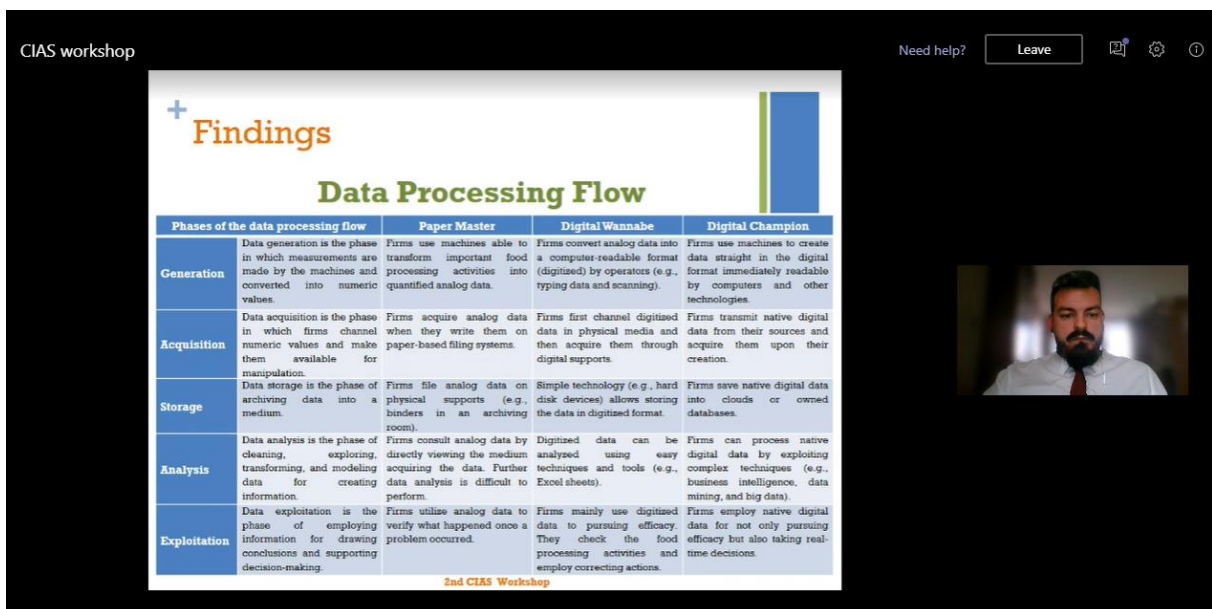 CIAS workshop
Need help?
Leave
+
Findings
Data Processing Flow
Phases of the data processing flow
Paper Master
Digital Wannabe
Digital Champion
Generation
Data generation is the phase
in which measurements are
made by the machines and
converted into numeric
values.
Firms use machines able to
transform important food
processing activities into
quantified analog data.
Firms convert analog data into
a computer-readable format
(digitized) by operators (e.g.,
typing data and scanning).
Firms use machines to create
data straight in the digital
format immediately readable
by computers and other
technologies.
Acquisition
Data acquisition is the phase
in which firms channel
numeric values and make
them available for
manipulation.
Firms acquire analog data
when they write them on
paper-based filing systems.
Firms first channel digitized
data in physical media and
then acquire them through
digital supports.
Firms transmit native digital
data from their sources and
acquire them upon their
creation.
Storage
Data storage is the phase of
archiving data into a
medium.
Firms file analog data on
physical supports (e.g.,
binders in an archiving
room).
Simple technology (e.g., hard
disk devices) allows storing
the data in digitized format.
Firms save native digital data
into clouds or owned
databases.
Analysis
Data analysis is the phase of
cleaning, exploring,
transforming, and modeling
data for creating
information.
Firms consult analog data by
directly viewing the medium
acquiring the data. Further
data analysis is difficult to
perform.
Digitized data can be
analyzed using easy
techniques and tools (e.g.,
Excel sheets).
Firms can process native
digital data by exploiting
complex techniques (e.g.,
business intelligence, data
mining, and big data).
Exploitation
Data exploitation is the
phase of employing
information for drawing
conclusions and supporting
decision-making.
Firms utilize analog data to
verify what happened once a
problem occurred.
Firms mainly use digitized
data to pursuing efficacy.
They check the food
processing activities and
employ correcting actions.
Firms employ native digital
data for not only pursuing
efficacy but also taking real-
time decisions.
2nd CIAS Workshop